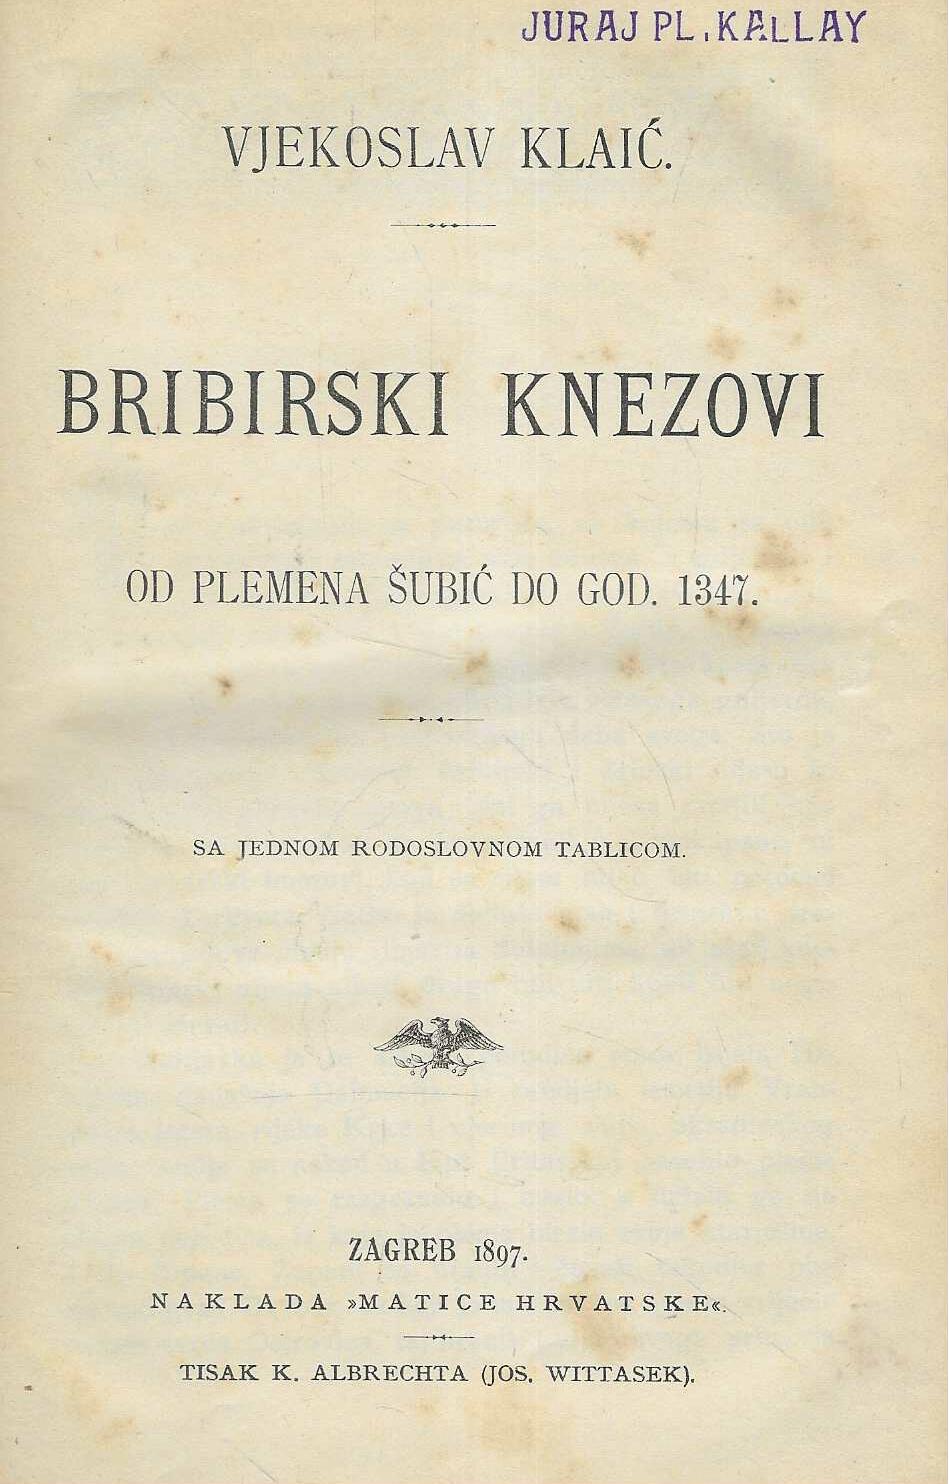 JURAJ PL. KALLAY
VJEKOSLAV KLAIĆ.
BRIBIRSKI KNEZOVI
OD PLEMENA ŠUBIĆ DO GOD. 1347.
SA JEDNOM RODOSLOVNOM TABLICOM.
ZAGREB 1897.
NAKLADA »MATICE HRVATSKE«.
TISAK K. ALBRECHTA (JOS. WITTASEK).